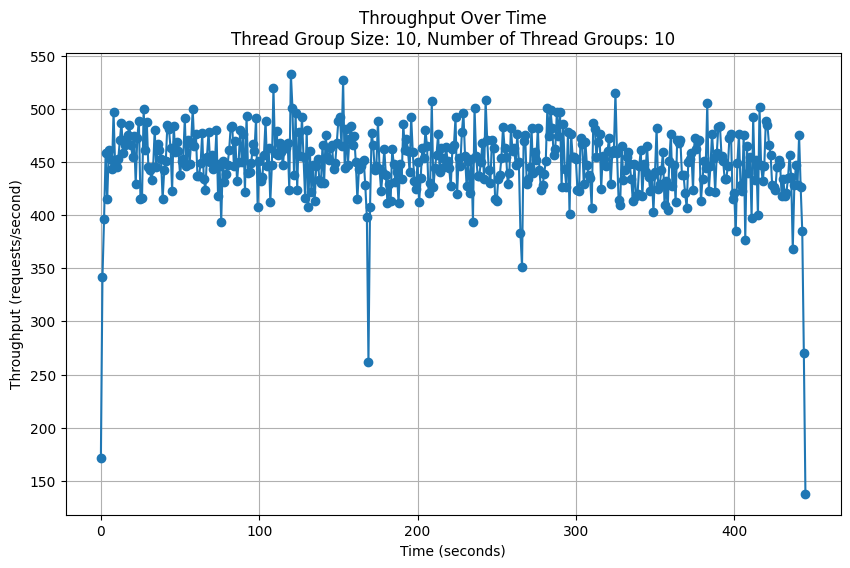 Throughput Over Time
Thread Group Size: 10, Number of Thread Groups: 10
Throughput (requests/second)
550
500
450
400
350
300
250
200
150
0 100 200 300 400
Time (seconds)